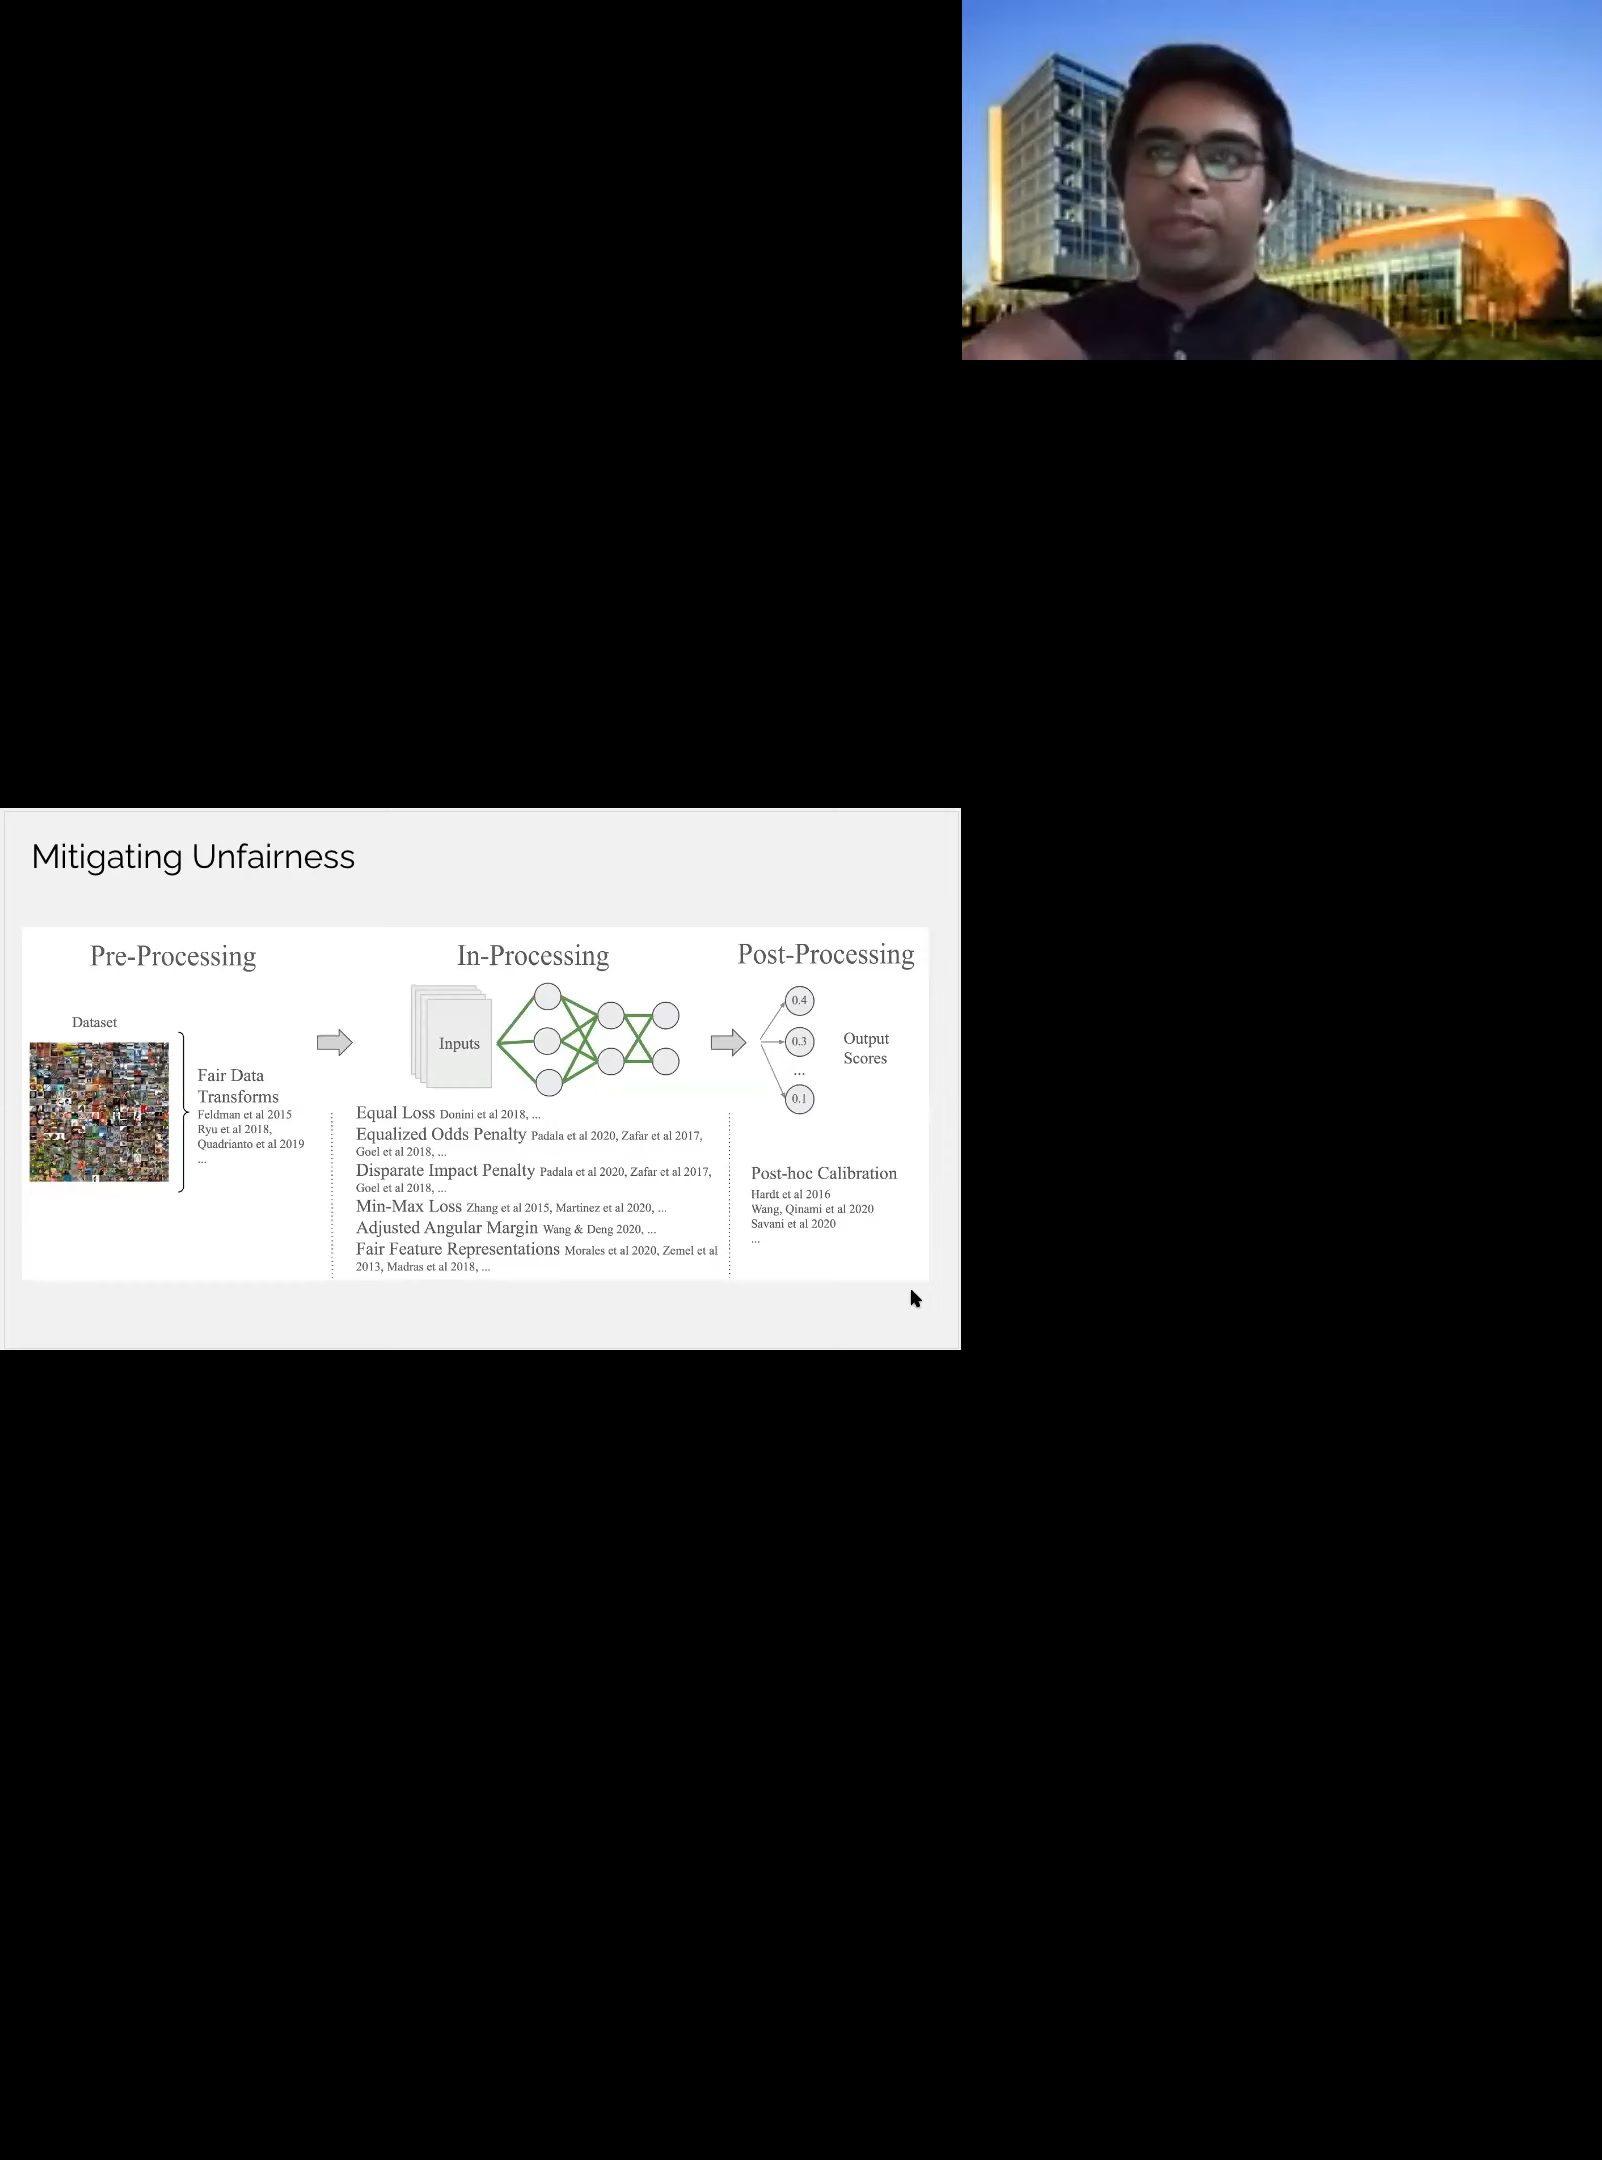 Mitigating Unfairness
Pre-Processing
In-Processing
Post-Processing
Dataset
Fair Data
Transforms
Feldman et al 2015
Ryu et al 2018,
Quadrianto et al 2019
...
Inputs
Equal Loss Donini et al 2018, ...
Equalized Odds Penalty Padala et al 2020, Zafar et al 2017,
Goel et al 2018, ...
Disparate Impact Penalty Padala et al 2020, Zafar et al 2017,
Goel et al 2018, ...
Min-Max Loss Zhang et al 2015, Martinez et al 2020, ...
Adjusted Angular Margin Wang & Deng 2020, ...
Fair Feature Representations Morales et al 2020, Zemel et al
2013, Madras et al 2018, ...
0.4
0.3
...
0.1
Output
Scores
Post-hoc Calibration
Hardt et al 2016
Wang, Qinami et al 2020
Savani et al 2020
...